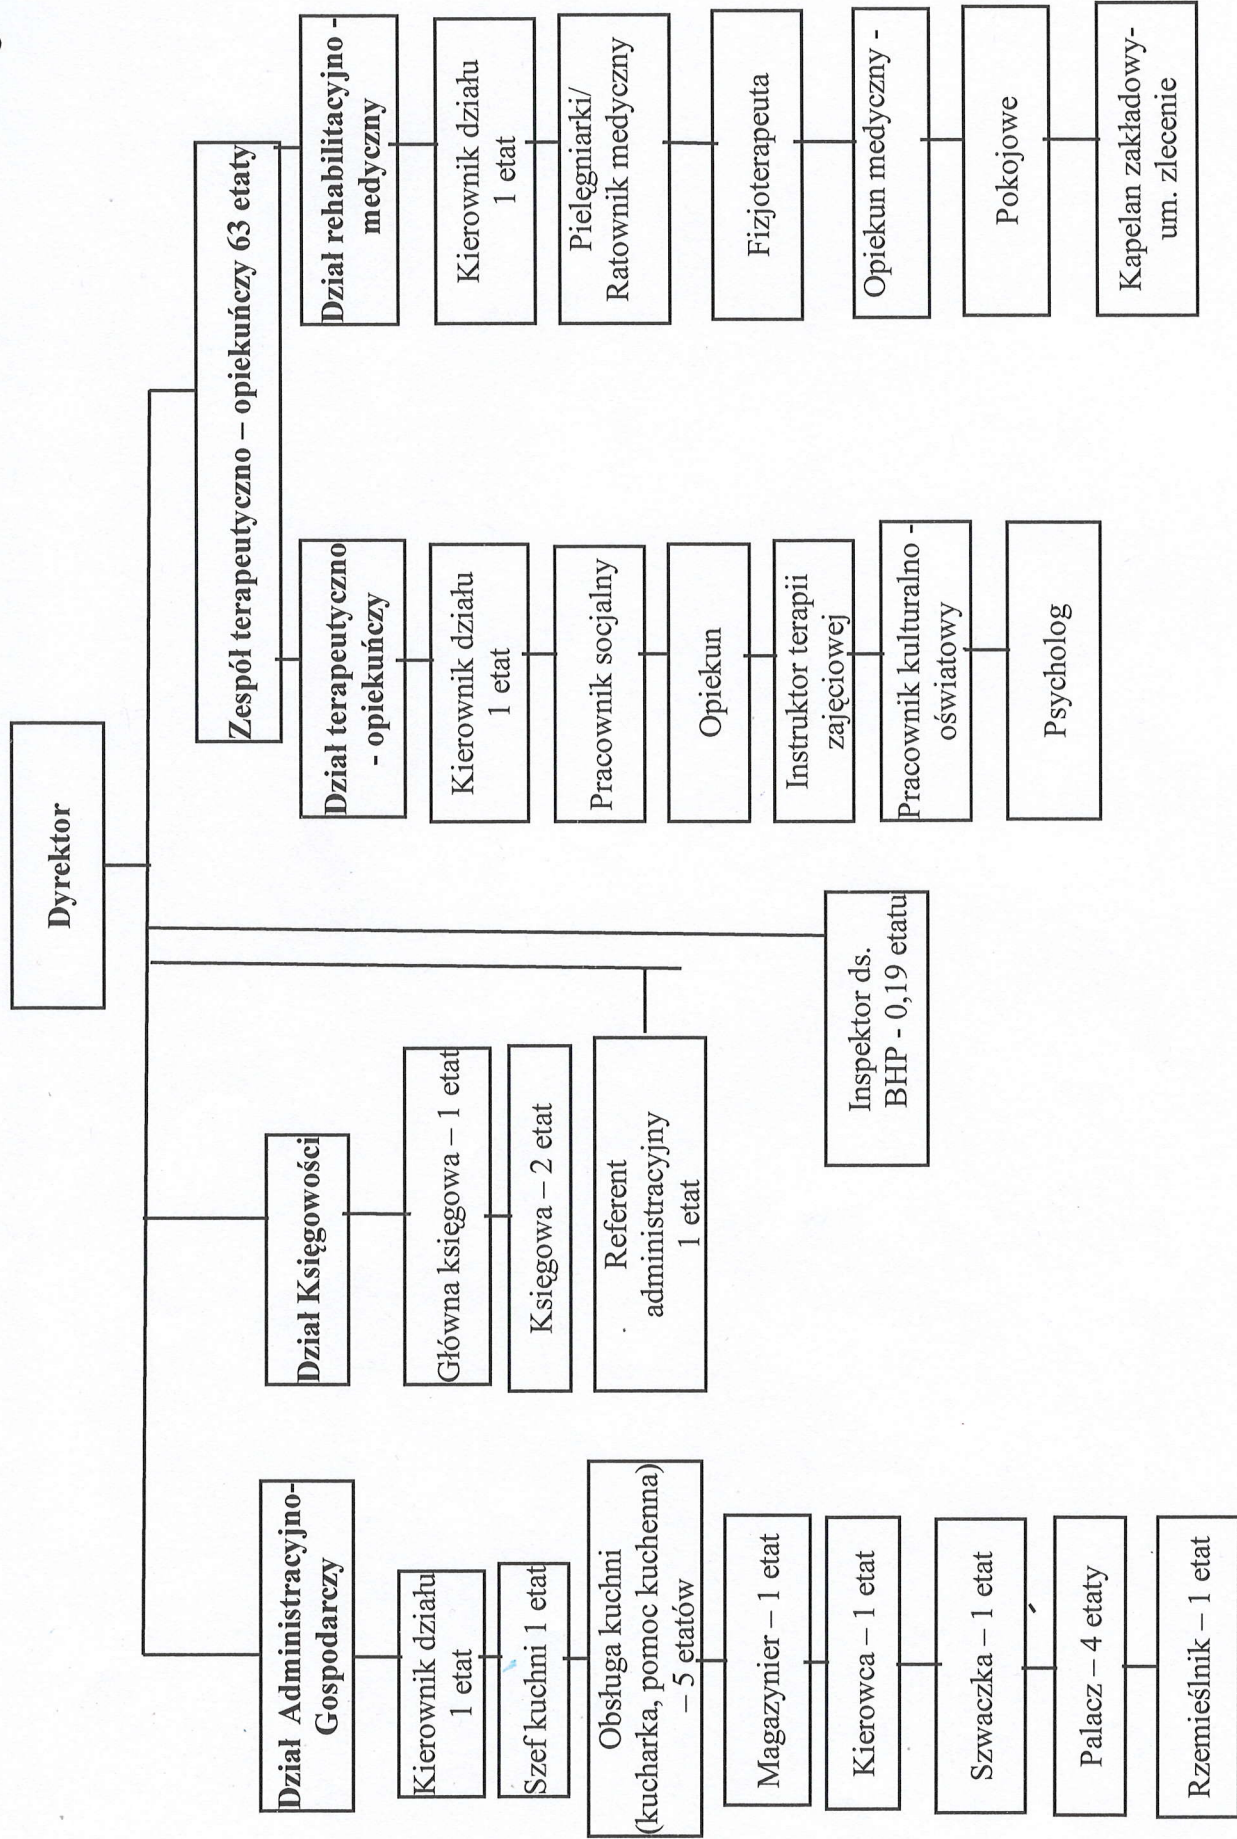 Dyrektor
Dział Administracyjno-
Gospodarczy
Kierownik działu
1 etat
Szef kuchni 1 etat
Obsługa kuchni
(kucharka, pomoc kuchenna)
– 5 etatów
Magazynier – 1 etat
Kierowca – 1 etat
Szwaczka – 1 etat
Palacz – 4 etaty
Rzemieślnik – 1 etat
Dział Księgowości
Główna księgowa – 1 etat
Księgowa – 2 etat
Referent
administracyjny
1 etat
Inspektor ds.
BHP - 0,19 etatu
Zespół terapeutyczno – opiekuńczy 63 etaty
Dział terapeutyczno
- opiekuńczy
Kierownik działu
1 etat
Pracownik socjalny
Opiekun
Instruktor terapii
zajęciowej
Pracownik kulturalno -
oświatowy
Psycholog
Dział rehabilitacyjno -
medyczny
Kierownik działu
1 etat
Pielęgniarki/
Ratownik medyczny
Fizjoterapeuta
Opiekun medyczny -
Pokojowe
Kapelan zakładowy-
um. zlecenie